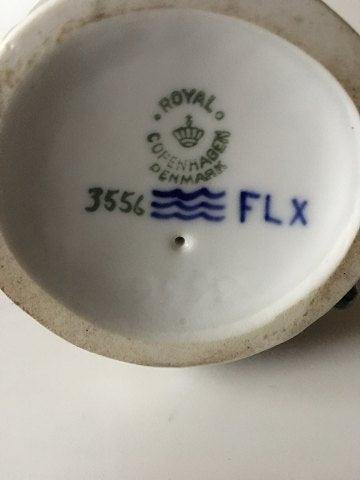 ROYAL
COPENHAGEN
DENMARK
3556 FLX